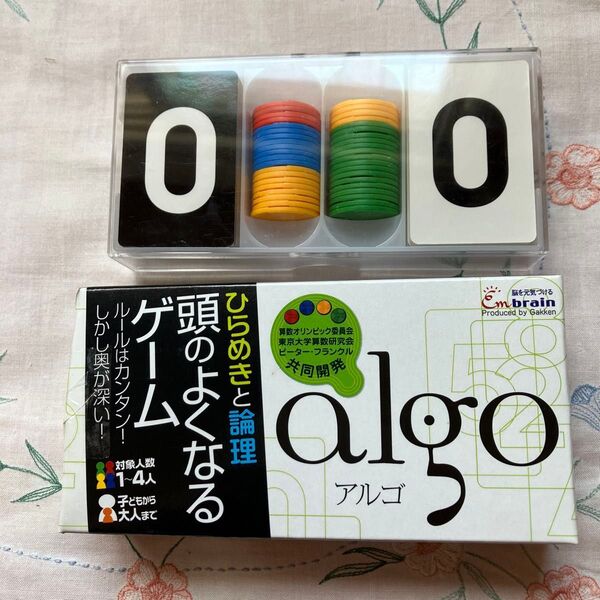 0
0
ひらめきと論理
頭のよくなる
ゲーム
ルールはカンタン!
しかし奥が深い!
対象人数
1~4人
子どもから
大人まで
算数オリンピック委員会
東京大学算数研究会
ピーター・フランクル
共同開発
脳を元気づける
Em brain
Produced by Gakken
algo
アルゴ